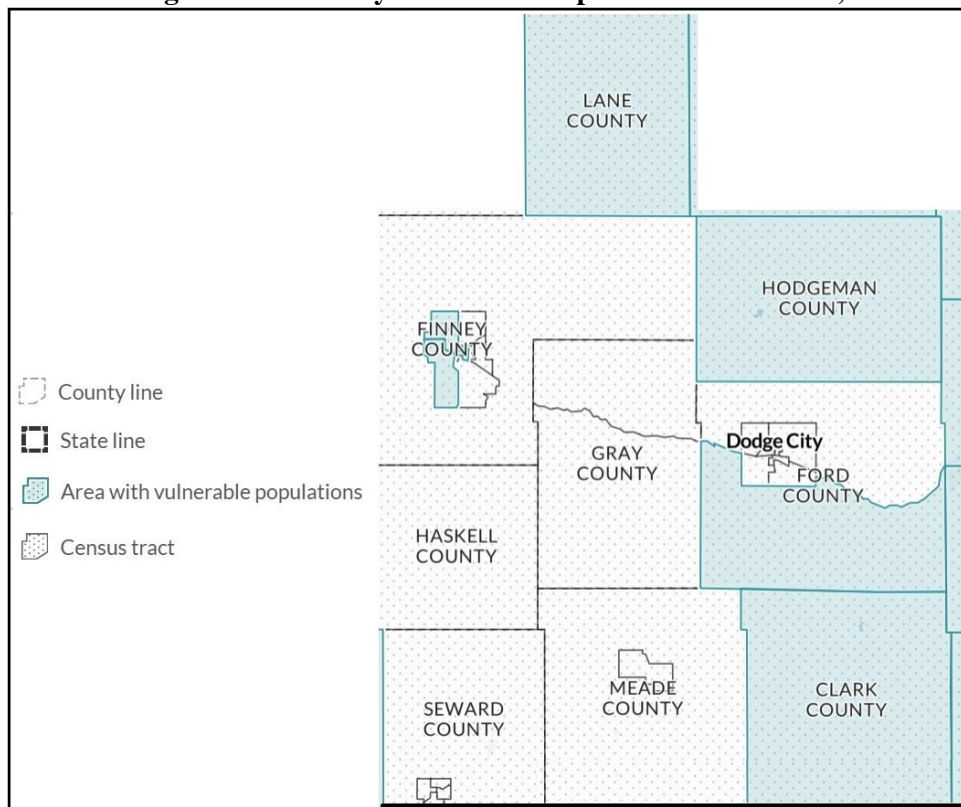 LANE
COUNTY
HODGEMAN
COUNTY
FINNEY
COUNTY
County line
State line
Dodge City
GRAY
COUNTY
FORD
COUNTY
Area with vulnerable populations
Census tract
HASKELL
COUNTY
MEADE
COUNTY
CLARK
COUNTY
SEWARD
COUNTY